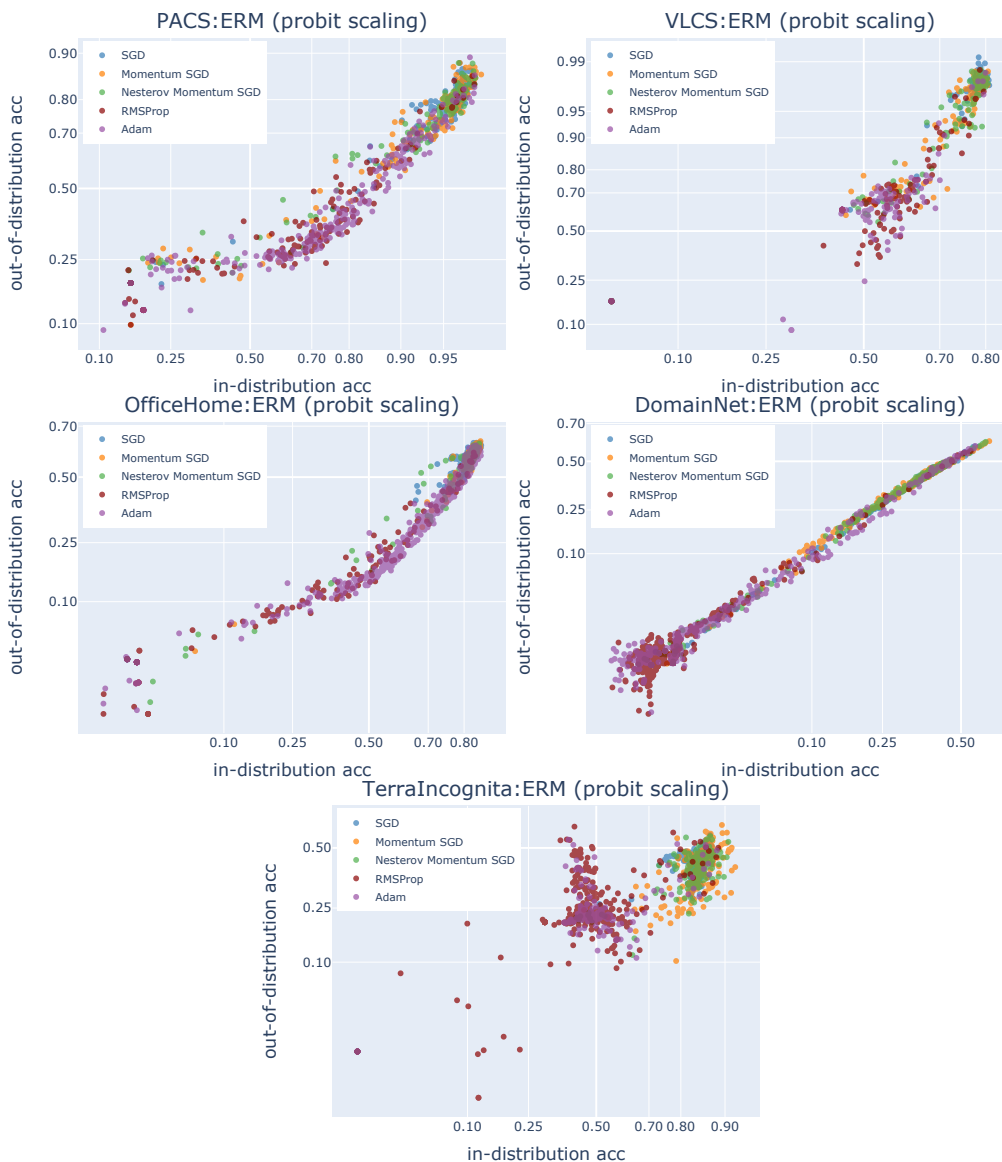 PACS:ERM (probit scaling)
SGD
Momentum SGD
Nesterov Momentum SGD
RMSProp
Adam
0.90
0.80
0.70
0.50
0.25
0.10
out-of-distribution acc
0.10 0.25 0.50 0.70 0.80 0.90 0.95
in-distribution acc
VLCS:ERM (probit scaling)
SGD
Momentum SGD
Nesterov Momentum SGD
RMSProp
Adam
0.99
0.95
0.90
0.80
0.70
0.50
0.25
0.10
out-of-distribution acc
0.10 0.25 0.50 0.70 0.80
in-distribution acc
OfficeHome:ERM (probit scaling)
SGD
Momentum SGD
Nesterov Momentum SGD
RMSProp
Adam
0.70
0.50
0.25
0.10
out-of-distribution acc
0.10 0.25 0.50 0.70 0.80
in-distribution acc
DomainNet:ERM (probit scaling)
SGD
Momentum SGD
Nesterov Momentum SGD
RMSProp
Adam
0.70
0.50
0.25
0.10
out-of-distribution acc
0.10 0.25 0.50
in-distribution acc
TerraIncognita:ERM (probit scaling)
SGD
Momentum SGD
Nesterov Momentum SGD
RMSProp
Adam
0.50
0.25
0.10
out-of-distribution acc
0.10 0.25 0.50 0.70 0.80 0.90
in-distribution acc